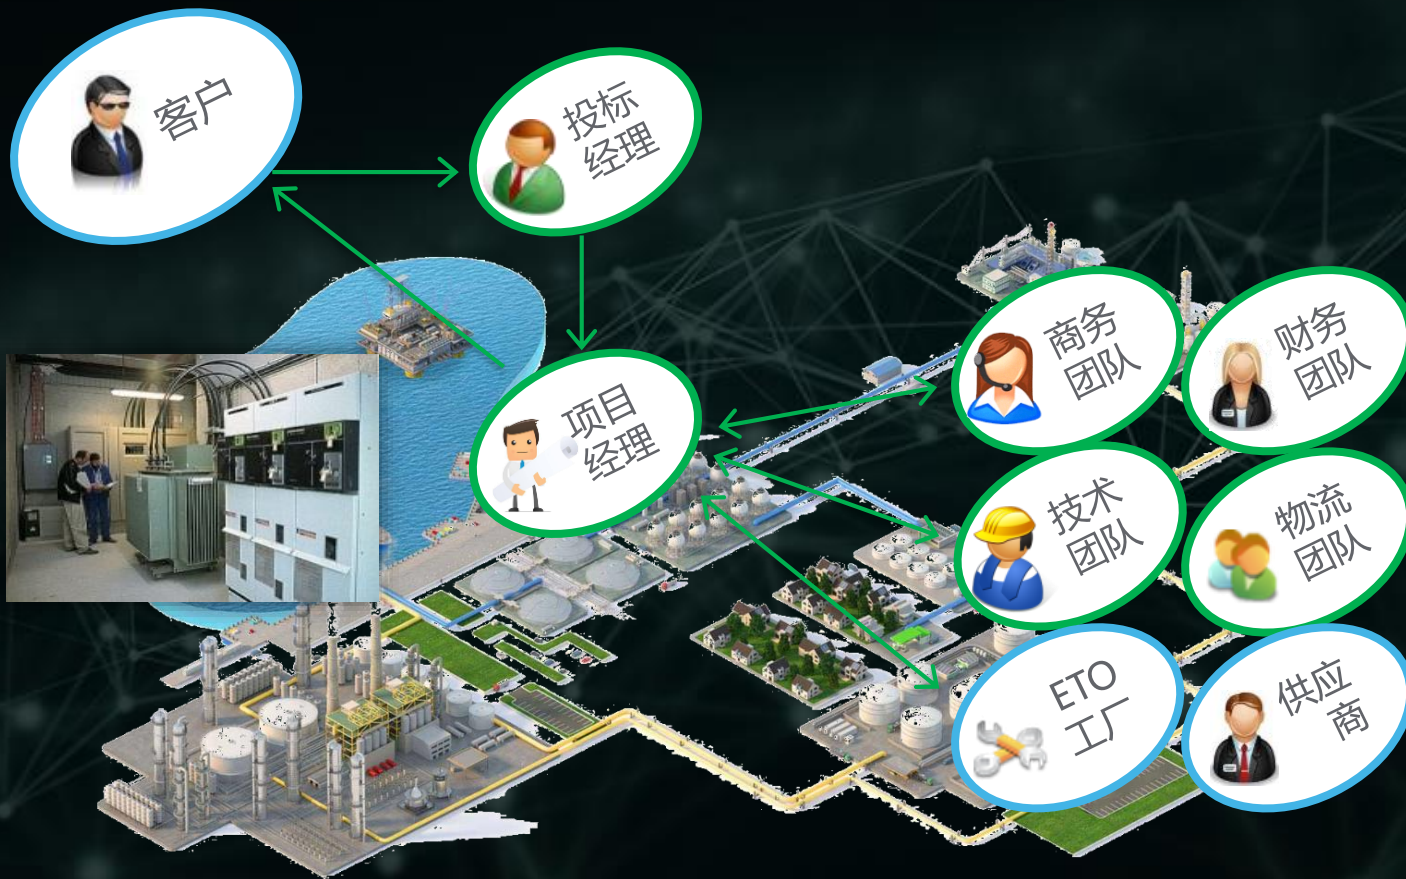 客户
投标
经理
项目
经理
商务
团队
财务
团队
技术
团队
物流
团队
ETO
工厂
供应
商